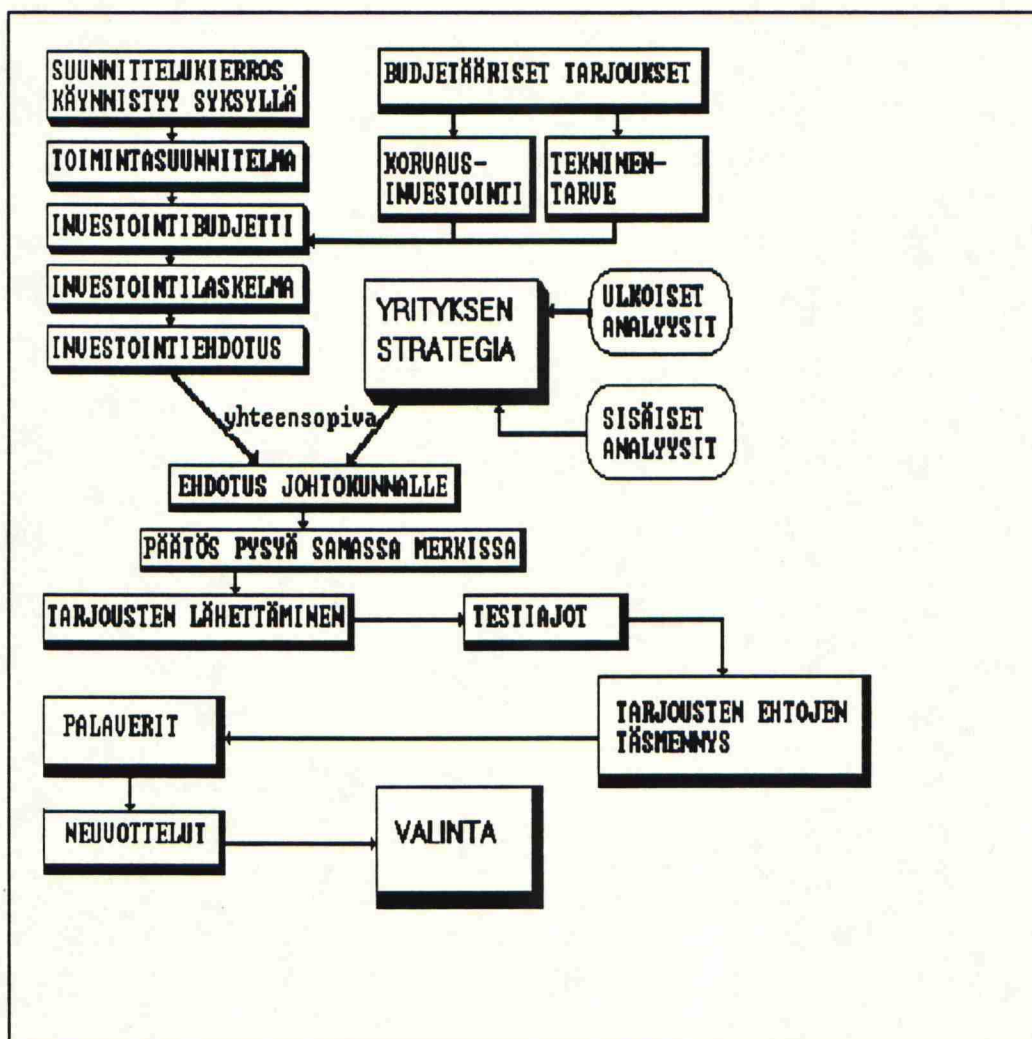 SUUNNITTELUKIERROS
KÄYNNISTYY SYKSYLLÄ
BUDJETÄÄRISET TARJOUKSET
TOIMINTASUUNNITELMA
KORVAUS-
INVESTOINTI
TEKNINEN-
TARVE
INVESTOINTIBUDJETTI
INVESTOINTILASKELMA
YRITYKSEN
STRATEGIA
ULKOISET
ANALYYSIT
INVESTOINTIEHDOTUS
yhteensopiva
SISÄISET
ANALYYSIT
EHDOTUS JOHTOKUNNALLE
PÄÄTÖS PYSYÄ SAMASSA MERKISSA
TARJOUSTEN LÄHETTÄMINEN
TESTIAJOT
TARJOUSTEN EHTOJEN
TÄSMENNYS
PALAVERIT
NEUVOTTELUT
VALINTA